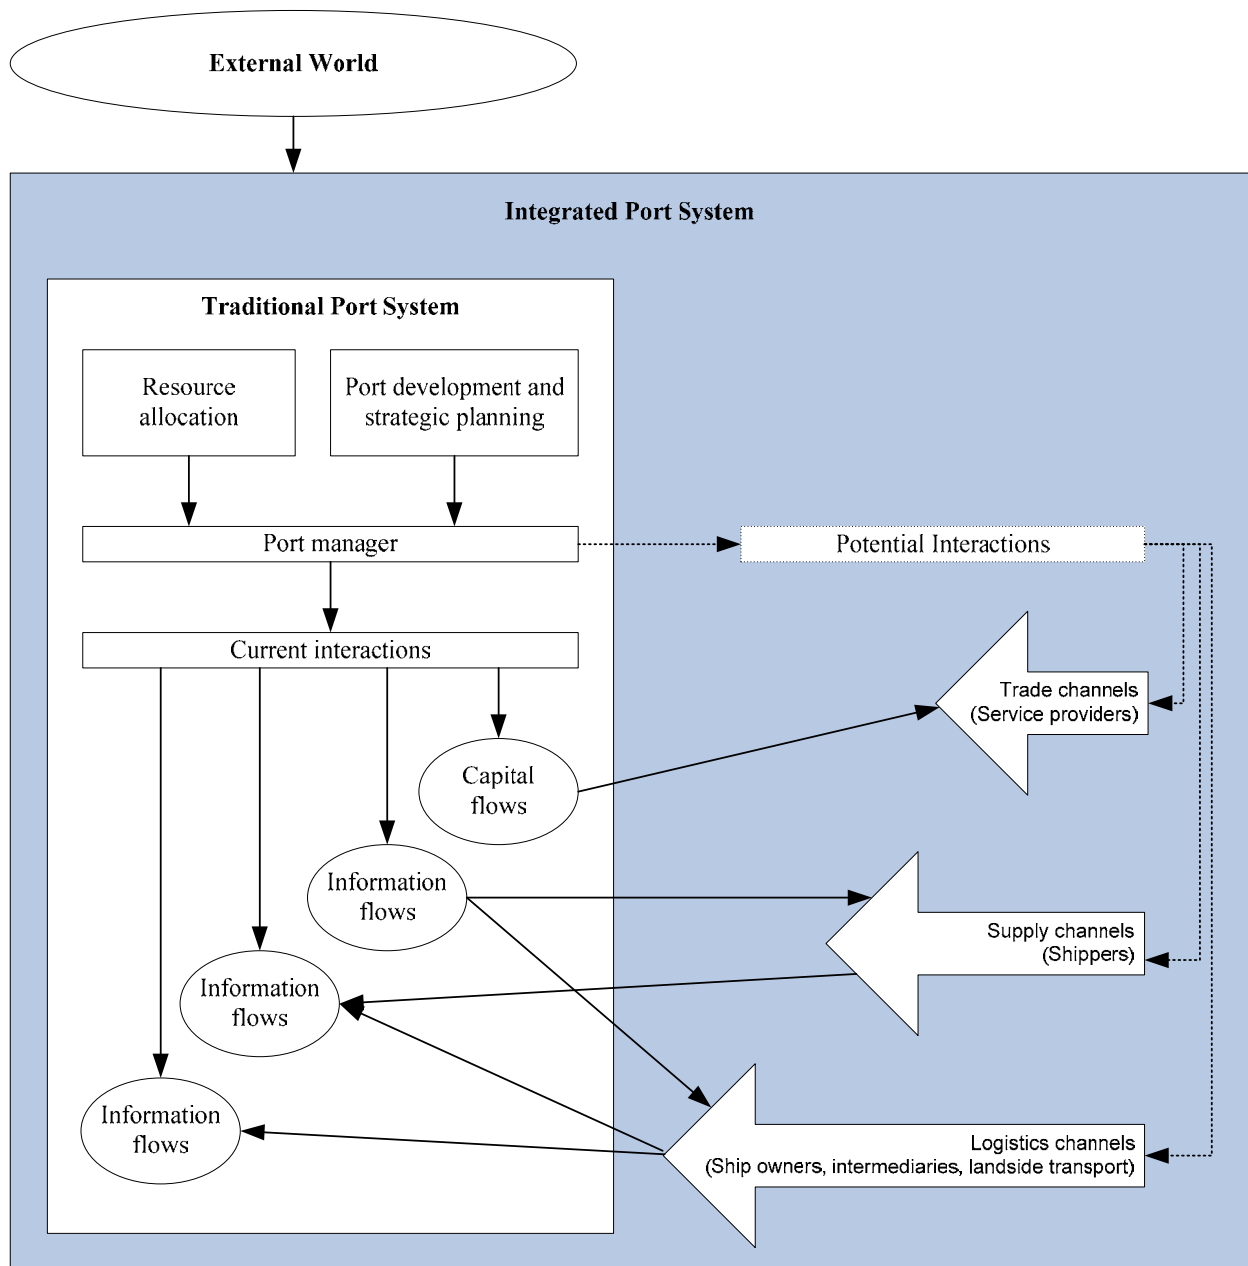 External World
Integrated Port System
Traditional Port System
Resource
allocation
Port development and
strategic planning
Port manager
Potential Interactions
Current interactions
Trade channels
(Service providers)
Capital
flows
Information
flows
Supply channels
(Shippers)
Information
flows
Information
flows
Logistics channels
(Ship owners, intermediaries, landside transport)